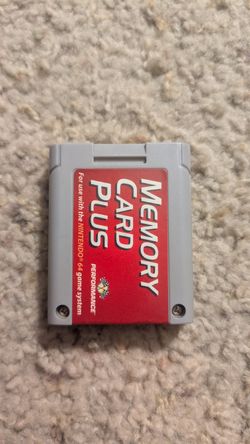 MEMORY
CARD
PLUS
For use with the NINTENDO® 64 game system
PERFORMANCE